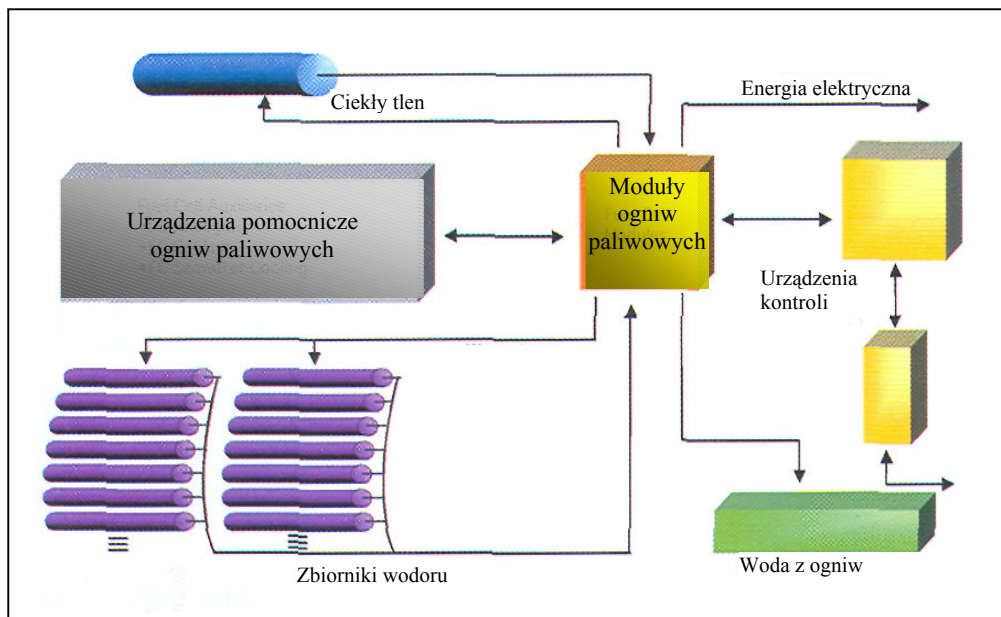 Ciekły tlen
Energia elektryczna
Urządzenia pomocnicze
ogniw paliwowych
Moduły
ogniw
paliwowych
Urządzenia
kontroli
Zbiorniki wodoru
Woda z ogniw